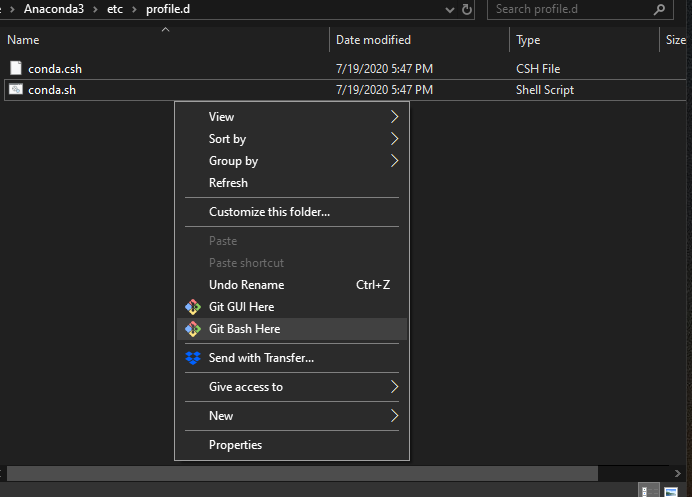 Anaconda3 > etc > profile.d Search profile.d
Name Date modified Type Size
conda.csh 7/19/2020 5:47 PM CSH File
conda.sh 7/19/2020 5:47 PM Shell Script
View
Sort by
Group by
Refresh
Customize this folder...
Paste
Paste shortcut
Undo Rename Ctrl+Z
Git GUI Here
Git Bash Here
Send with Transfer...
Give access to
New
Properties